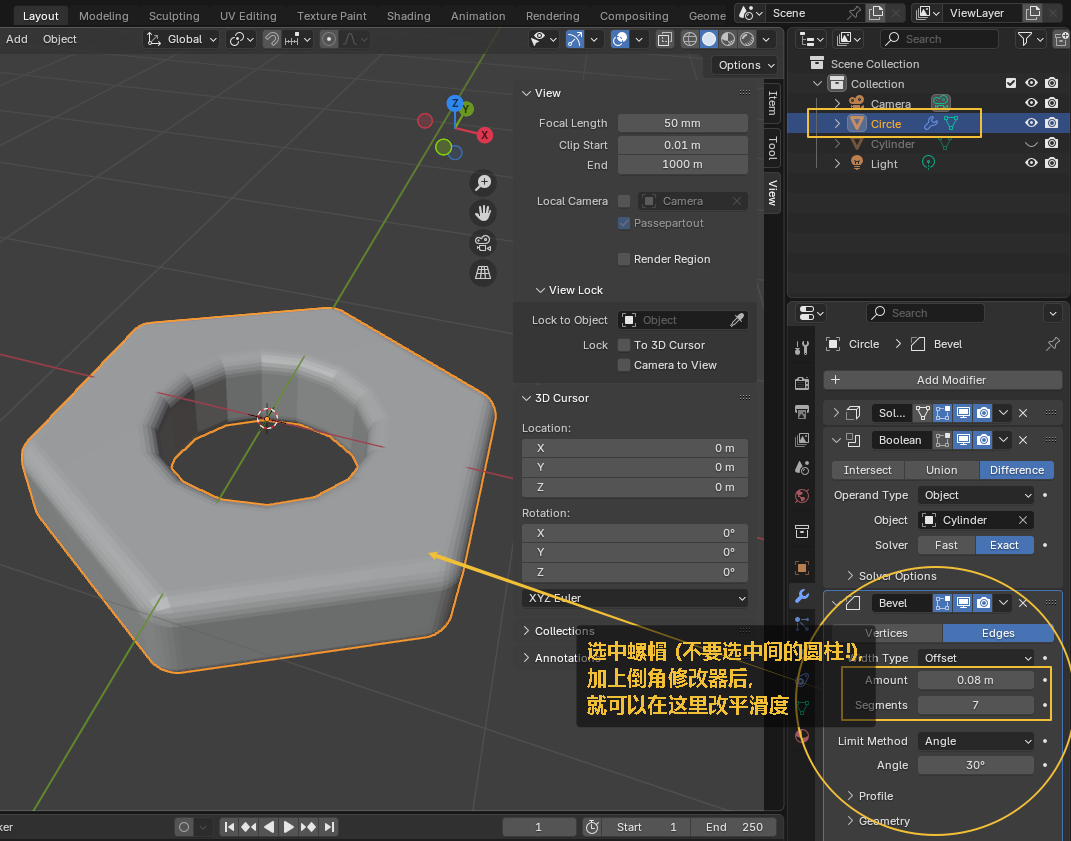 Layout Modeling Sculpting UV Editing Texture Paint Shading Animation Rendering Compositing Geome
Scene
ViewLayer
Add Object
Global
Options
Z
Y
X
View
Focal Length 50 mm
Clip Start 0.01 m
End 1000 m
Local Camera Camera
Passepartout
Render Region
View Lock
Lock to Object Object
Lock To 3D Cursor
Camera to View
3D Cursor
Location:
X 0 m
Y 0 m
Z 0 m
Rotation:
X 0°
Y 0°
Z 0°
XYZ Euler
Collections
Annotations
Item
Tool
View
Search
Scene Collection
Collection
Camera
Circle
Cylinder
Light
Search
Circle > Bevel
+ Add Modifier
Sol...
Boolean
Intersect Union Difference
Operand Type Object
Object Cylinder
Solver Fast Exact
Solver Options
Bevel
Vertices Edges
Width Type Offset
Amount 0.08 m
Segments 7
Limit Method Angle
Angle 30°
Profile
Geometry
选中螺帽 (不要选中间的圆柱!),
加上倒角修改器后,
就可以在这里改平滑度
ker
1
Start 1
End 250